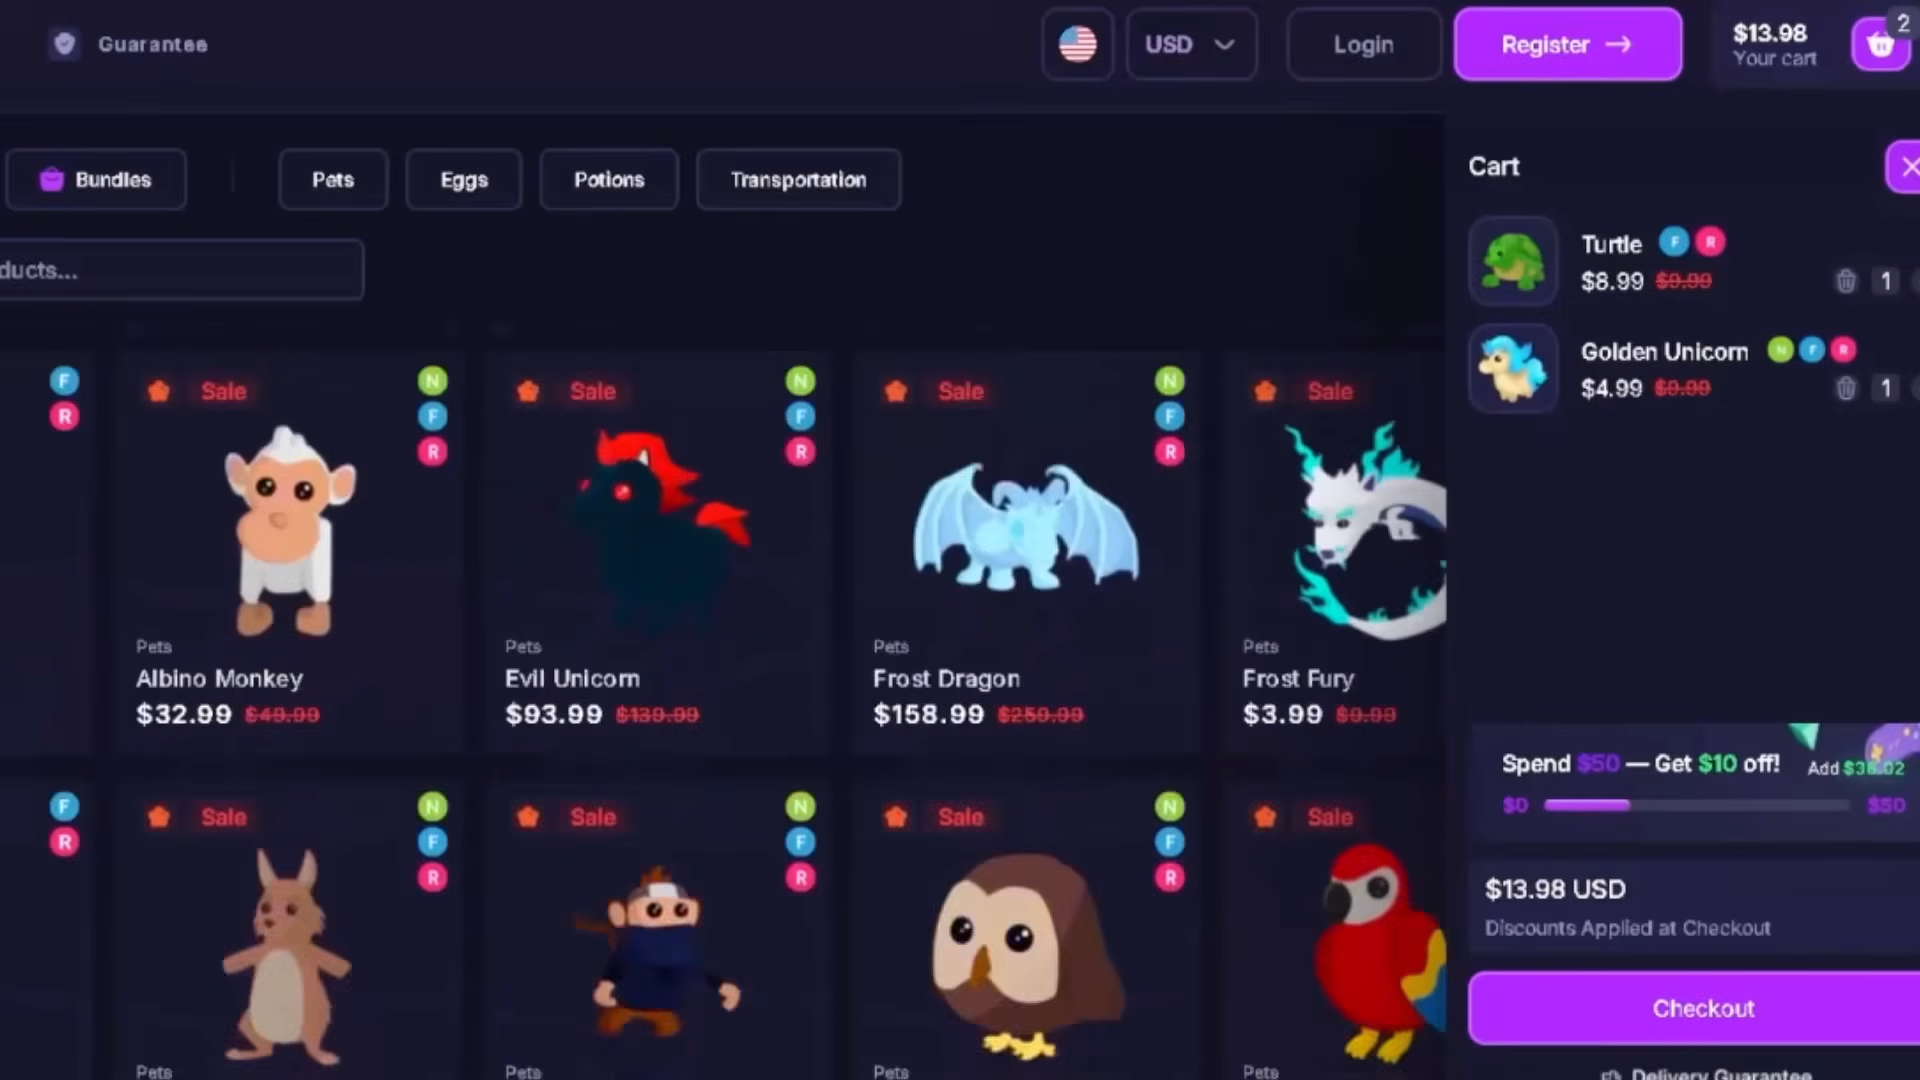 Guarantee
USD
Login
Register →
$13.98
Your cart
2
Bundles
Pets
Eggs
Potions
Transportation
ducts...
Cart
Turtle F R
$8.99 $9.99
1
Golden Unicorn N F R
$4.99 $9.99
1
F
R
Sale
N
F
R
Pets
Albino Monkey
$32.99 $49.99
Sale
N
F
R
Pets
Evil Unicorn
$93.99 $139.99
Sale
N
F
R
Pets
Frost Dragon
$158.99 $259.99
Sale
Pets
Frost Fury
$3.99 $9.99
Spend $50 — Get $10 off!
Add $36.02
$0
$50
$13.98 USD
Discounts Applied at Checkout
Checkout
Delivery Guarantee
F
R
Sale
N
F
R
Pets
Sale
N
F
R
Pets
Sale
N
F
R
Pets
Sale
Pets